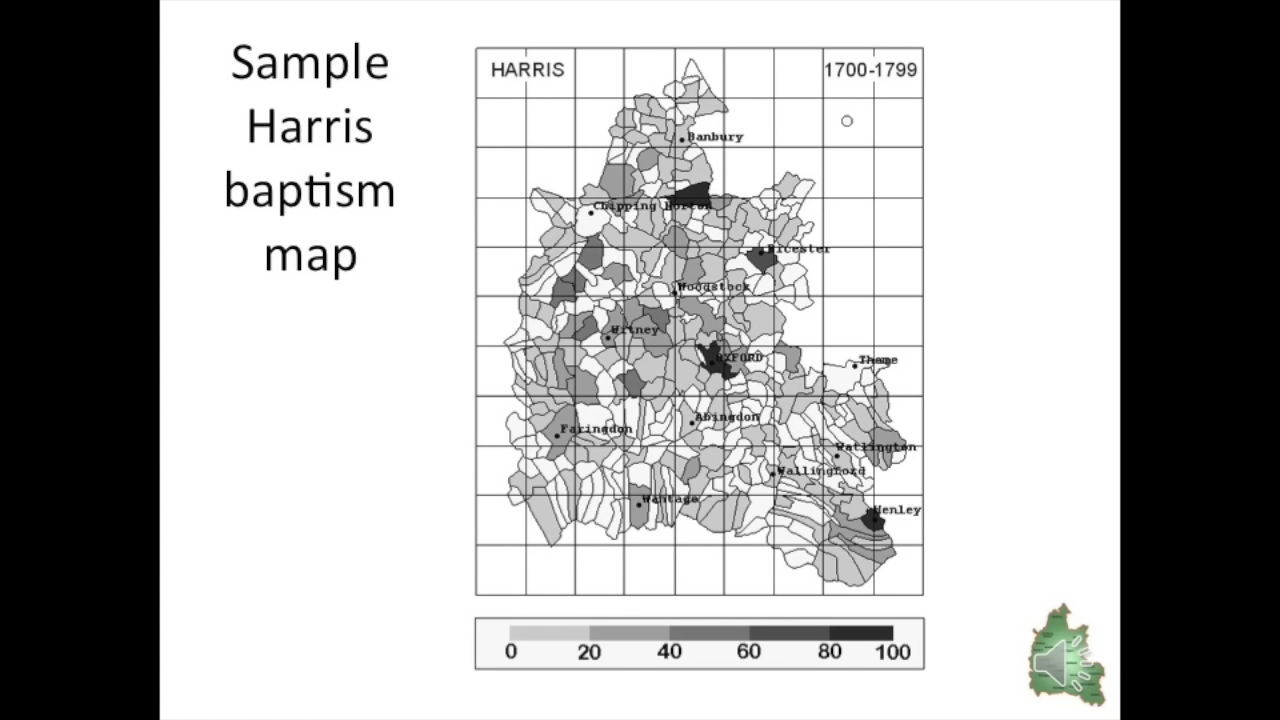 Sample
Harris
baptism
map
HARRIS
1700-1799
Banbury
Chipping Norton
Bicester
Woodstock
Witney
OXFORD
Thame
Abingdon
Faringdon
Watlington
Wallingford
Wantage
Henley
0 20 40 60 80 100